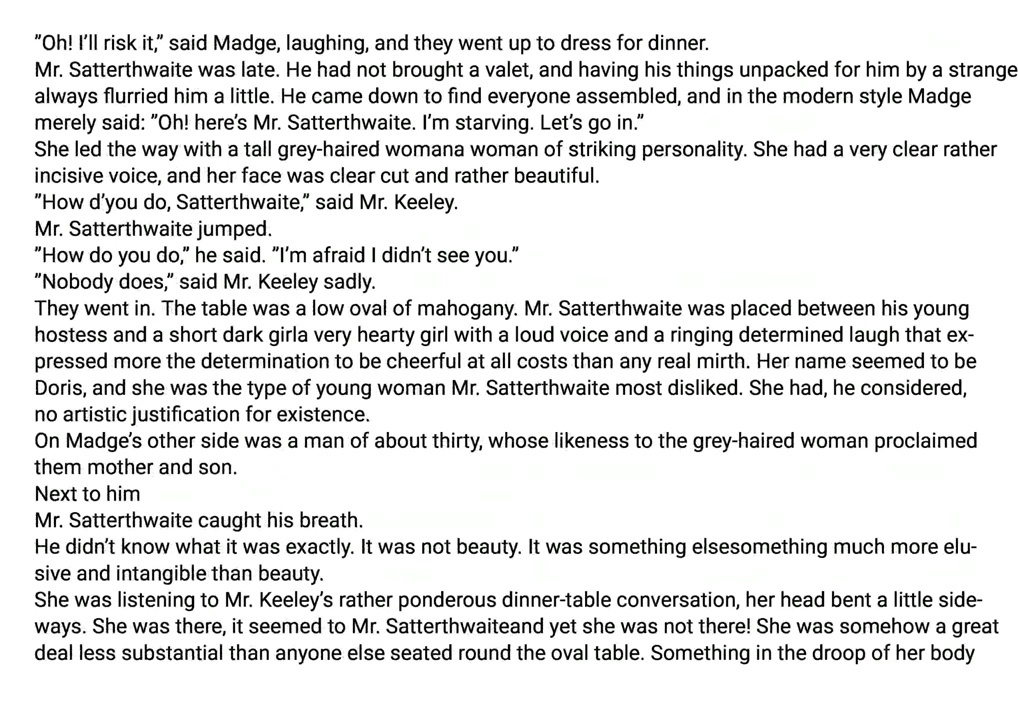 ”Oh! I’ll risk it,” said Madge, laughing, and they went up to dress for dinner.
Mr. Satterthwaite was late. He had not brought a valet, and having his things unpacked for him by a strange
always flurried him a little. He came down to find everyone assembled, and in the modern style Madge
merely said: ”Oh! here’s Mr. Satterthwaite. I’m starving. Let’s go in.”
She led the way with a tall grey-haired womana woman of striking personality. She had a very clear rather
incisive voice, and her face was clear cut and rather beautiful.
”How d’you do, Satterthwaite,” said Mr. Keeley.
Mr. Satterthwaite jumped.
”How do you do,” he said. ”I’m afraid I didn’t see you.”
”Nobody does,” said Mr. Keeley sadly.
They went in. The table was a low oval of mahogany. Mr. Satterthwaite was placed between his young
hostess and a short dark girla very hearty girl with a loud voice and a ringing determined laugh that ex-
pressed more the determination to be cheerful at all costs than any real mirth. Her name seemed to be
Doris, and she was the type of young woman Mr. Satterthwaite most disliked. She had, he considered,
no artistic justification for existence.
On Madge’s other side was a man of about thirty, whose likeness to the grey-haired woman proclaimed
them mother and son.
Next to him
Mr. Satterthwaite caught his breath.
He didn’t know what it was exactly. It was not beauty. It was something elsesomething much more elu-
sive and intangible than beauty.
She was listening to Mr. Keeley’s rather ponderous dinner-table conversation, her head bent a little side-
ways. She was there, it seemed to Mr. Satterthwaiteand yet she was not there! She was somehow a great
deal less substantial than anyone else seated round the oval table. Something in the droop of her body